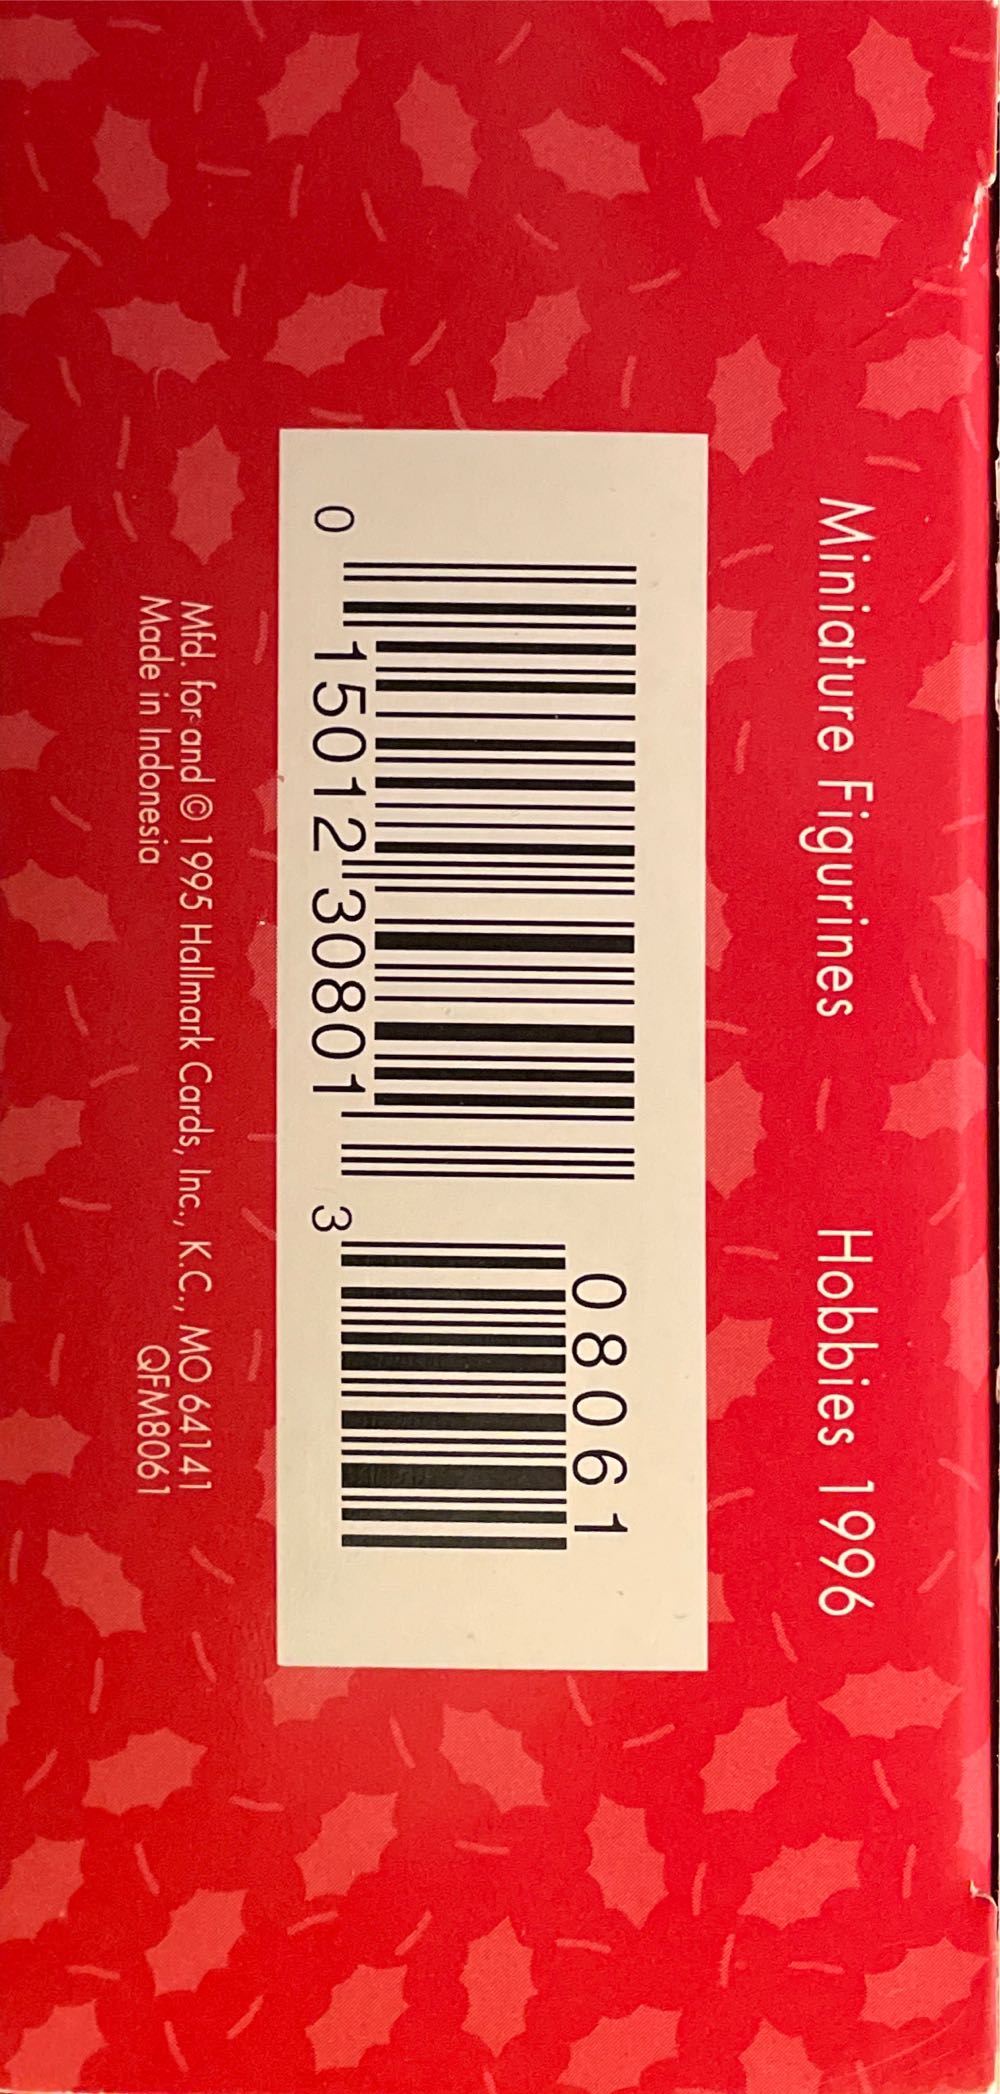 Miniature Figurines Hobbies 1996
08061
0 15012 30801 3
Mfd. for and © 1995 Hallmark Cards, Inc., K.C., MO 64141
Made in Indonesia QFM8061